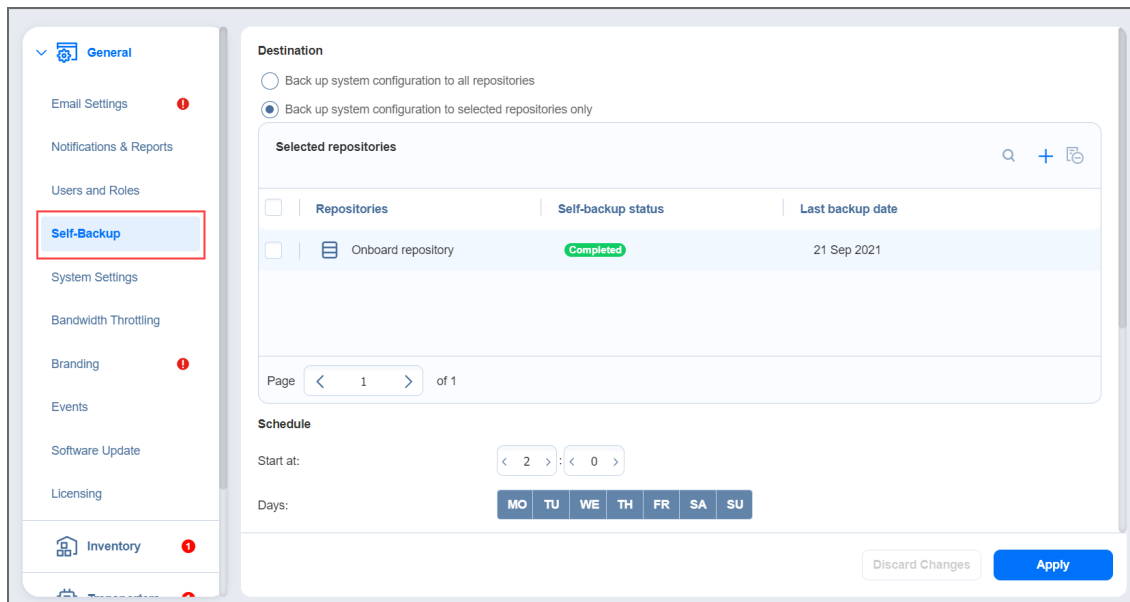 General
Email Settings
Notifications & Reports
Users and Roles
Self-Backup
System Settings
Bandwidth Throttling
Branding
Events
Software Update
Licensing
Inventory 1
Destination
Back up system configuration to all repositories
Back up system configuration to selected repositories only
Selected repositories
Repositories Self-backup status Last backup date
Onboard repository Completed 21 Sep 2021
Page 1 of 1
Schedule
Start at: 2 : 0
Days: MO TU WE TH FR SA SU
Discard Changes Apply